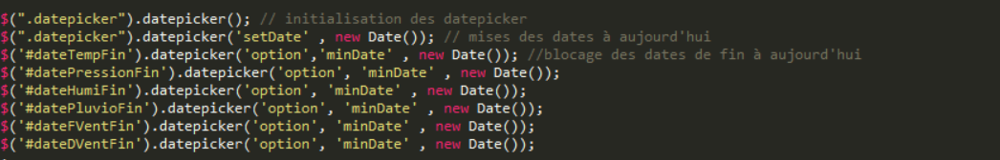 $(".datepicker").datepicker(); // initialisation des datepicker
$(".datepicker").datepicker('setDate' , new Date()); // mises des dates à aujourd'hui
$('#dateTempFin').datepicker('option','minDate' , new Date()); //blocage des dates de fin à aujourd'hui
$('#datePressionFin').datepicker('option', 'minDate' , new Date());
$('#dateHumiFin').datepicker('option', 'minDate' , new Date());
$('#datePluvioFin').datepicker('option', 'minDate' , new Date());
$('#dateFVentFin').datepicker('option', 'minDate' , new Date());
$('#dateDVentFin').datepicker('option', 'minDate' , new Date());